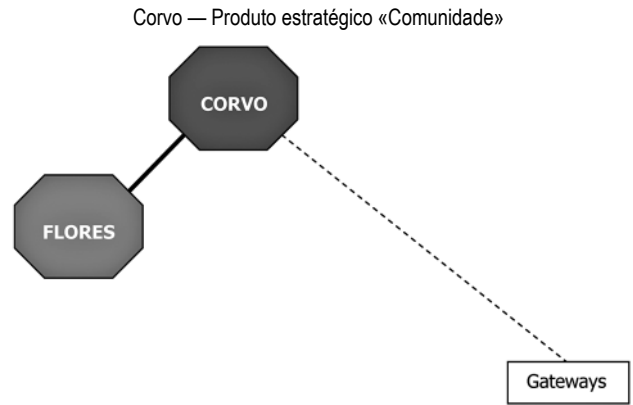 Corvo — Produto estratégico «Comunidade»
CORVO
FLORES
Gateways